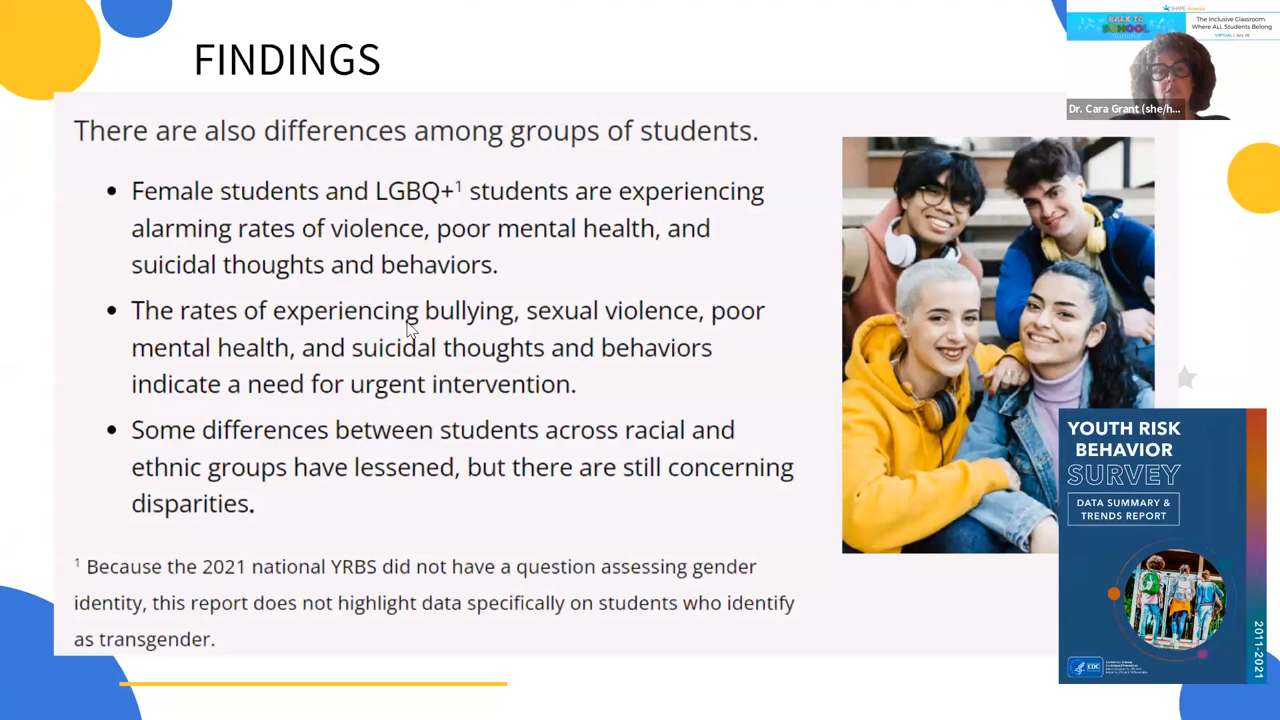 FINDINGS
There are also differences among groups of students.
• Female students and LGBQ+¹ students are experiencing
alarming rates of violence, poor mental health, and
suicidal thoughts and behaviors.
• The rates of experiencing bullying, sexual violence, poor
mental health, and suicidal thoughts and behaviors
indicate a need for urgent intervention.
• Some differences between students across racial and
ethnic groups have lessened, but there are still concerning
disparities.
¹ Because the 2021 national YRBS did not have a question assessing gender
identity, this report does not highlight data specifically on students who identify
as transgender.
SHAPE America
BACK TO
SCHOOL
The Inclusive Classroom:
Where ALL Students Belong
VIRTUAL | July 26
Dr. Cara Grant (she/h...
YOUTH RISK
BEHAVIOR
SURVEY
DATA SUMMARY &
TRENDS REPORT
2011-2021
CDC